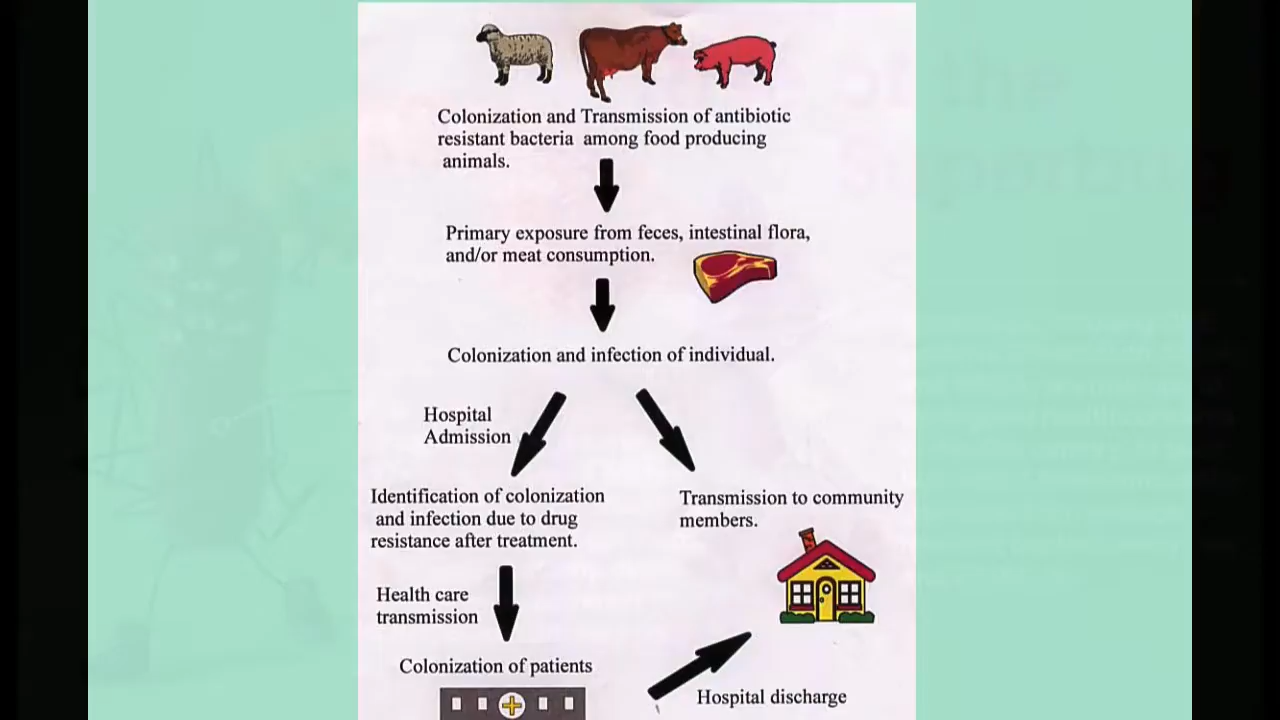 Colonization and Transmission of antibiotic
resistant bacteria among food producing
animals.
Primary exposure from feces, intestinal flora,
and/or meat consumption.
Colonization and infection of individual.
Hospital
Admission
Identification of colonization
and infection due to drug
resistance after treatment.
Transmission to community
members.
Health care
transmission
Colonization of patients
Hospital discharge